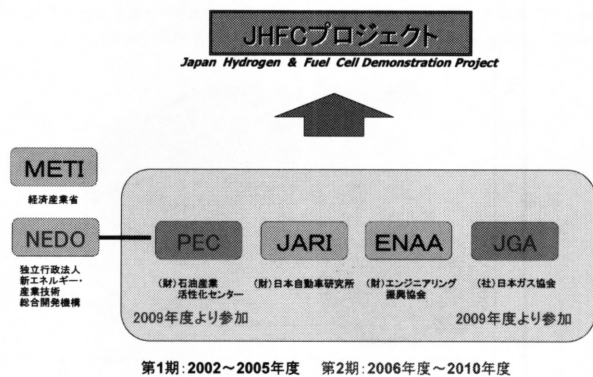 JHFCプロジェクト
Japan Hydrogen & Fuel Cell Demonstration Project
METI
経済産業省
NEDO
独立行政法人
新エネルギー・
産業技術
総合開発機構
PEC
(財)石油産業
活性化センター
2009年度より参加
JARI
(財)日本自動車研究所
ENAA
(財)エンジニアリング
振興協会
JGA
(社)日本ガス協会
2009年度より参加
第1期:2002~2005年度 第2期:2006年度~2010年度